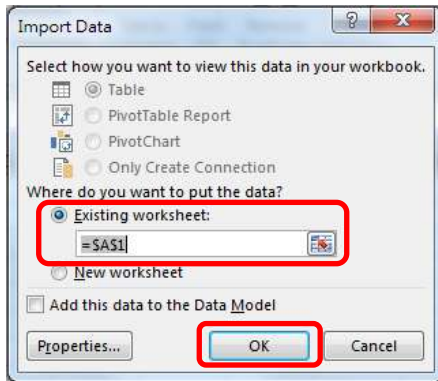 Import Data
?
Select how you want to view this data in your workbook.
Table
PivotTable Report
PivotChart
Only Create Connection
Where do you want to put the data?
Existing worksheet:
=$A$1
New worksheet
Add this data to the Data Model
Properties...
OK
Cancel